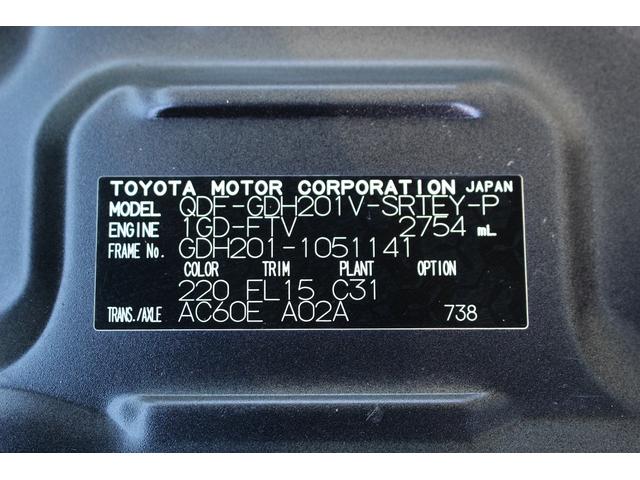 TOYOTA MOTOR CORPORATION JAPAN
MODEL QDF-GDH201V-SRTEY-P
ENGINE 1GD-FTV 2754 mL
FRAME No. GDH201-1051141
COLOR TRIM PLANT OPTION
220 FL15 C31
TRANS./AXLE AC60E A02A 738